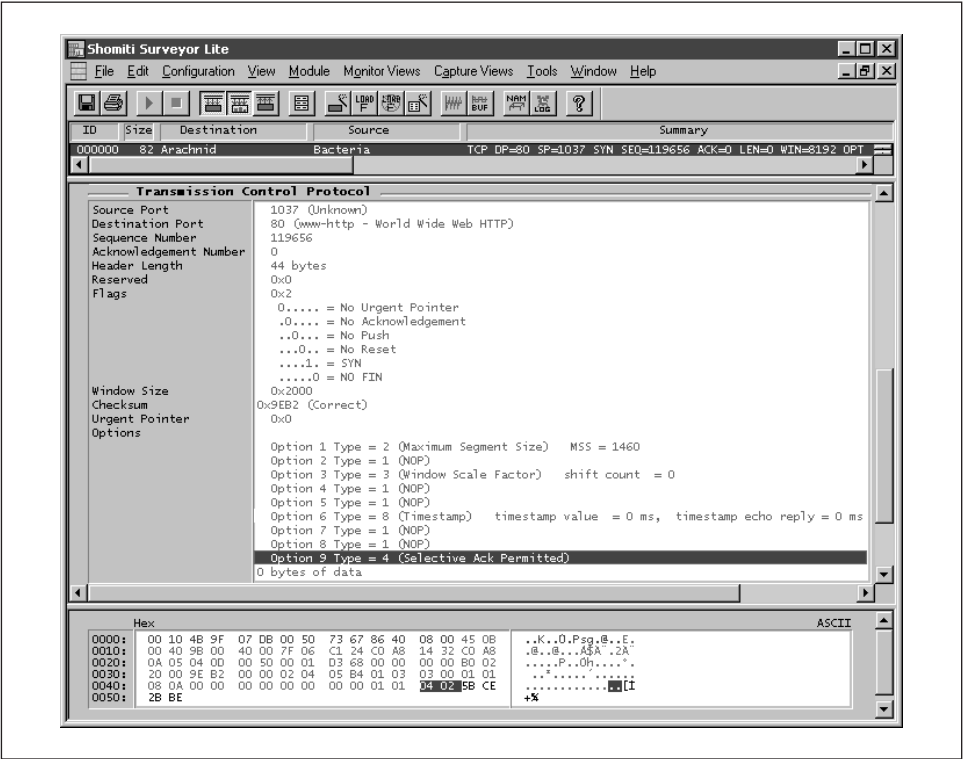 Shomiti Surveyor Lite
File Edit Configuration View Module Monitor Views Capture Views Tools Window Help
LOAD F BUF NAM LOG ?
ID Size Destination Source Summary
000000 82 Arachnid Bacteria TCP DP=80 SP=1037 SYN SEQ=119656 ACK=0 LEN=0 WIN=8192 OPT
Transmission Control Protocol
Source Port 1037 (Unknown)
Destination Port 80 (www-http - World Wide Web HTTP)
Sequence Number 119656
Acknowledgement Number 0
Header Length 44 bytes
Reserved 0x0
Flags 0x2
0..... = No Urgent Pointer
.0.... = No Acknowledgement
..0... = No Push
...0.. = No Reset
....1. = SYN
.....0 = NO FIN
Window Size 0x2000
Checksum 0x9EB2 (Correct)
Urgent Pointer 0x0
Options
Option 1 Type = 2 (Maximum Segment Size) MSS = 1460
Option 2 Type = 1 (NOP)
Option 3 Type = 3 (Window Scale Factor) shift count = 0
Option 4 Type = 1 (NOP)
Option 5 Type = 1 (NOP)
Option 6 Type = 8 (Timestamp) timestamp value = 0 ms, timestamp echo reply = 0 ms
Option 7 Type = 1 (NOP)
Option 8 Type = 1 (NOP)
Option 9 Type = 4 (Selective Ack Permitted)
0 bytes of data
Hex ASCII
0000: 00 10 4B 9F 07 DB 00 50 73 67 86 40 08 00 45 0B ..K..Û.Psg.@..E.
0010: 00 40 9B 00 40 00 7F 06 C1 24 C0 A8 14 32 C0 A8 .@..@...Á$À¨.2À¨
0020: 0A 05 04 0D 00 50 00 01 D3 68 00 00 00 00 B0 02 .....P..Óh....°.
0030: 20 00 9E B2 00 00 02 04 05 B4 01 03 03 00 01 01 ..².....´......
0040: 08 0A 00 00 00 00 00 00 00 00 01 01 04 02 5B CE ..............[Î
0050: 2B BE +¾